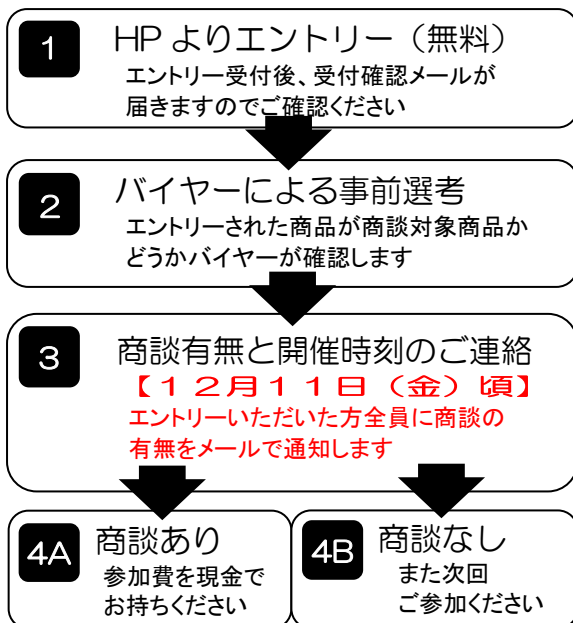 1 HPよりエントリー（無料）
エントリー受付後、受付確認メールが
届きますのでご確認ください
2 バイヤーによる事前選考
エントリーされた商品が商談対象商品か
どうかバイヤーが確認します
3 商談有無と開催時刻のご連絡
【１２月１１日（金）頃】
エントリーいただいた方全員に商談の
有無をメールで通知します
4A 商談あり
参加費を現金で
お持ちください
4B 商談なし
また次回
ご参加ください